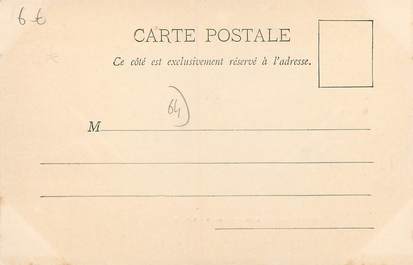 6 €
CARTE POSTALE
Ce côté est exclusivement réservé à l'adresse.
64)
M